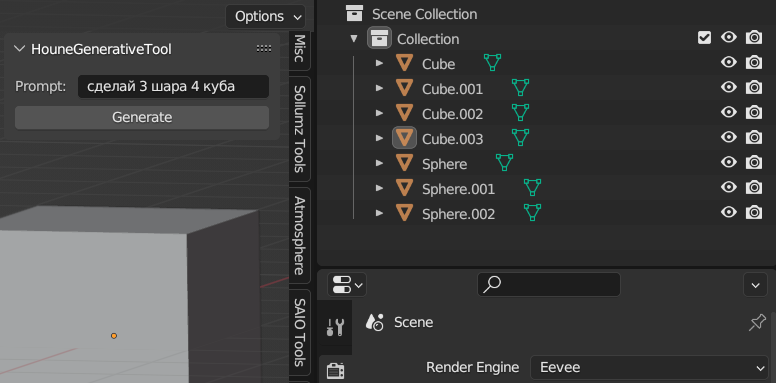 Options
HouneGenerativeTool
Prompt: сделай 3 шара 4 куба
Generate
Misc
Sollumz Tools
Atmosphere
SAIO Tools
Scene Collection
Collection
Cube
Cube.001
Cube.002
Cube.003
Sphere
Sphere.001
Sphere.002
Scene
Render Engine Eevee